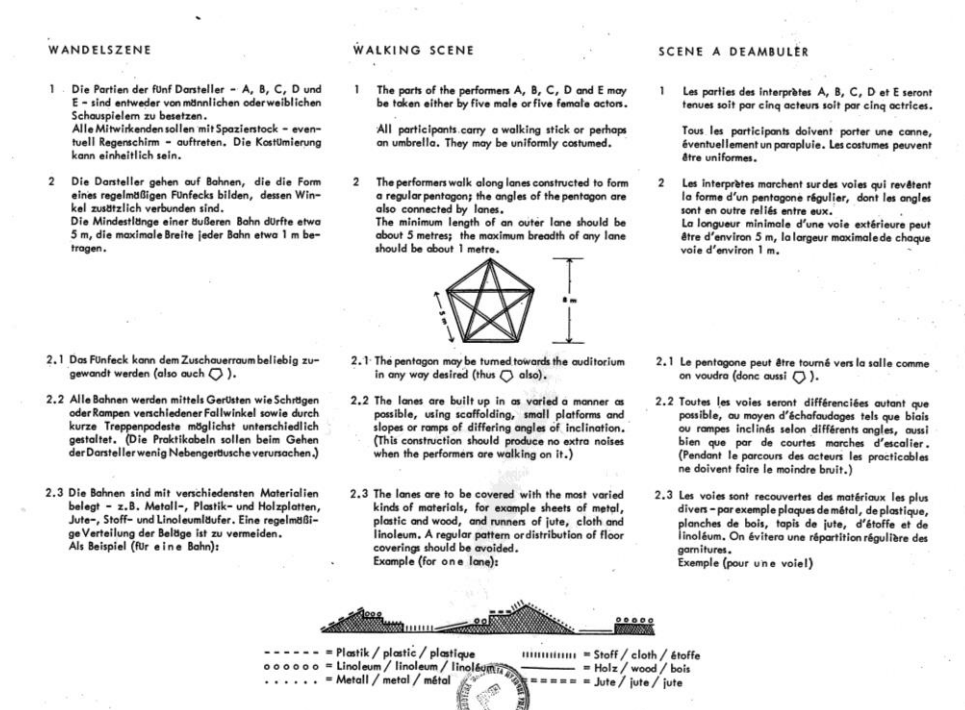 WANDELSZENE
1 Die Partien der fünf Darsteller - A, B, C, D und
E - sind entweder von männlichen oder weiblichen
Schauspielern zu besetzen.
Alle Mitwirkenden sollen mit Spazierstock - even-
tuell Regenschirm - auftreten. Die Kostümierung
kann einheitlich sein.
2 Die Darsteller gehen auf Bahnen, die die Form
eines regelmäßigen Fünfecks bilden, dessen Win-
kel zusätzlich verbunden sind.
Die Mindestlänge einer äußeren Bahn dürfte etwa
5 m, die maximale Breite jeder Bahn etwa 1 m be-
tragen.
2.1 Das Fünfeck kann dem Zuschauerraum beliebig zu-
gewandt werden (also auch ⬠ ).
2.2 Alle Bahnen werden mittels Gerüsten wie Schrägen
oder Rampen verschiedener Fallwinkel sowie durch
kurze Treppenpodeste möglichst unterschiedlich
gestaltet. (Die Praktikabeln sollen beim Gehen
der Darsteller wenig Nebengeräusche verursachen.)
2.3 Die Bahnen sind mit verschiedensten Materialien
belegt - z.B. Metall-, Plastik- und Holzplatten,
Jute-, Stoff- und Linoleumläufer. Eine regelmäßi-
ge Verteilung der Beläge ist zu vermeiden.
Als Beispiel (für e i n e Bahn):
WALKING SCENE
1 The parts of the performers A, B, C, D and E may
be taken either by five male or five female actors.
All participants carry a walking stick or perhaps
an umbrella. They may be uniformly costumed.
2 The performers walk along lanes constructed to form
a regular pentagon; the angles of the pentagon are
also connected by lanes.
The minimum length of an outer lane should be
about 5 metres; the maximum breadth of any lane
should be about 1 metre.
5 m
8 m
2.1 The pentagon may be turned towards the auditorium
in any way desired (thus ⬠ also).
2.2 The lanes are built up in as varied a manner as
possible, using scaffolding, small platforms and
slopes or ramps of differing angles of inclination.
(This construction should produce no extra noises
when the performers are walking on it.)
2.3 The lanes are to be covered with the most varied
kinds of materials, for example sheets of metal,
plastic and wood, and runners of jute, cloth and
linoleum. A regular pattern or distribution of floor
coverings should be avoided.
Example (for o n e lane):
SCENE A DEAMBULER
1 Les parties des interprètes A, B, C, D et E seront
tenues soit par cinq acteurs soit par cinq actrices.
Tous les participants doivent porter une canne,
éventuellement un parapluie. Les costumes peuvent
être uniformes.
2 Les interprètes marchent sur des voies qui revêtent
la forme d'un pentagone régulier, dont les angles
sont en outre reliés entre eux.
La longueur minimale d'une voie extérieure peut
être d'environ 5 m, la largeur maximale de chaque
voie d'environ 1 m.
2.1 Le pentagone peut être tourné vers la salle comme
on voudra (donc aussi ⬠ ).
2.2 Toutes les voies seront différenciées autant que
possible, au moyen d'échafaudages tels que biais
ou rampes inclinés selon différents angles, aussi
bien que par de courtes marches d'escalier.
(Pendant le parcours des acteurs les practicables
ne doivent faire le moindre bruit.)
2.3 Les voies sont recouvertes des matériaux les plus
divers - par exemple plaques de métal, de plastique,
planches de bois, tapis de jute, d'étoffe et de
linoléum. On évitera une répartition régulière des
garnitures.
Exemple (pour u n e voie!)
- - - - - - = Plastik / plastic / plastique
o o o o o o = Linoleum / linoleum / linoléum
. . . . . . = Metall / metal / métal
ıııııııııııı = Stoff / cloth / étoffe
——— = Holz / wood / bois
= = = = = = Jute / jute / jute